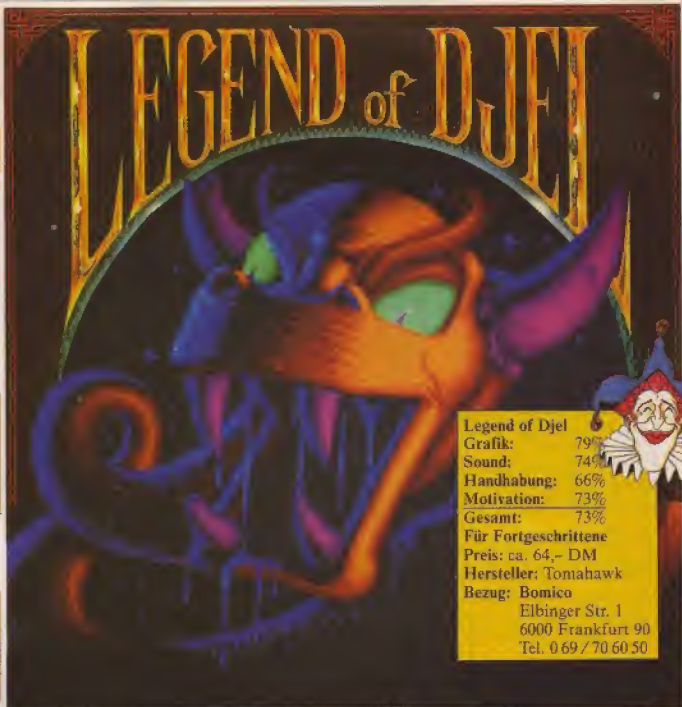 LEGEND of DJEL
Legend of Djel
Grafik: 79%
Sound: 74%
Handhabung: 66%
Motivation: 73%
Gesamt: 73%
Für Fortgeschrittene
Preis: ca. 64,– DM
Hersteller: Tomahawk
Bezug: Bomico
Elbinger Str. 1
6000 Frankfurt 90
Tel. 0 69 / 70 60 50